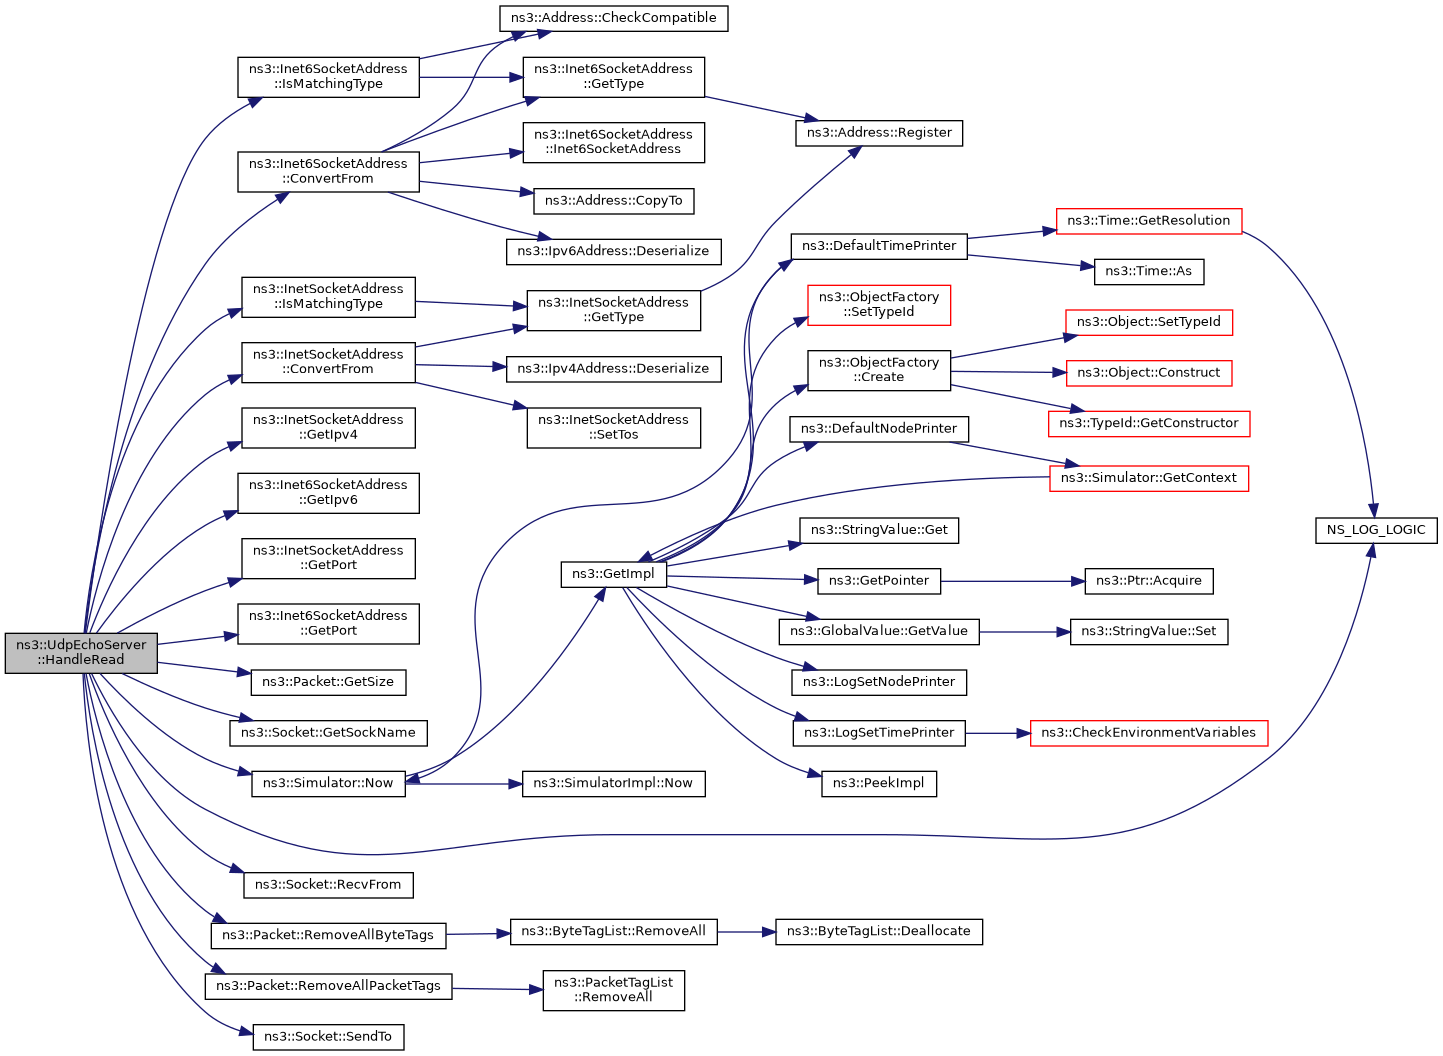 ns3::Address::CheckCompatible
ns3::Inet6SocketAddress
::IsMatchingType
ns3::Inet6SocketAddress
::GetType
ns3::Address::Register
ns3::Inet6SocketAddress
::Inet6SocketAddress
ns3::Inet6SocketAddress
::ConvertFrom
ns3::Address::CopyTo
ns3::Ipv6Address::Deserialize
ns3::Time::GetResolution
ns3::DefaultTimePrinter
ns3::Time::As
ns3::InetSocketAddress
::IsMatchingType
ns3::InetSocketAddress
::GetType
ns3::ObjectFactory
::SetTypeId
ns3::Object::SetTypeId
ns3::InetSocketAddress
::ConvertFrom
ns3::Ipv4Address::Deserialize
ns3::ObjectFactory
::Create
ns3::Object::Construct
ns3::InetSocketAddress
::GetIpv4
ns3::InetSocketAddress
::SetTos
ns3::DefaultNodePrinter
ns3::TypeId::GetConstructor
ns3::Simulator::GetContext
ns3::Inet6SocketAddress
::GetIpv6
ns3::StringValue::Get
NS_LOG_LOGIC
ns3::InetSocketAddress
::GetPort
ns3::GetImpl
ns3::GetPointer
ns3::Ptr::Acquire
ns3::Inet6SocketAddress
::GetPort
ns3::GlobalValue::GetValue
ns3::StringValue::Set
ns3::UdpEchoServer
::HandleRead
ns3::Packet::GetSize
ns3::LogSetNodePrinter
ns3::Socket::GetSockName
ns3::LogSetTimePrinter
ns3::CheckEnvironmentVariables
ns3::Simulator::Now
ns3::SimulatorImpl::Now
ns3::PeekImpl
ns3::Socket::RecvFrom
ns3::Packet::RemoveAllByteTags
ns3::ByteTagList::RemoveAll
ns3::ByteTagList::Deallocate
ns3::Packet::RemoveAllPacketTags
ns3::PacketTagList
::RemoveAll
ns3::Socket::SendTo